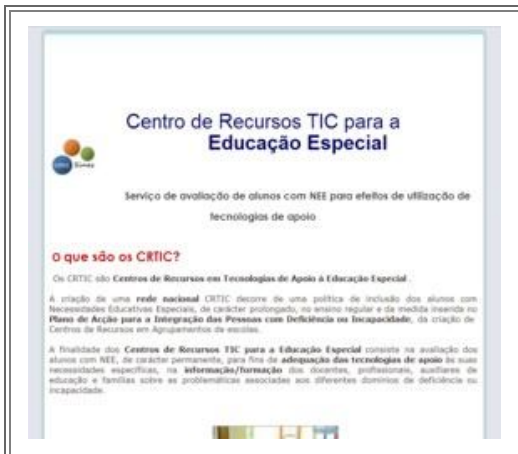 Centro de Recursos TIC para a
Educação Especial
Serviço de avaliação de alunos com NEE para efeitos de utilização de
tecnologias de apoio
O que são os CRTIC?
Os CRTIC são Centros de Recursos em Tecnologias de Apoio à Educação Especial .
A criação de uma rede nacional CRTIC decorre de uma política de inclusão dos alunos com
Necessidades Educativas Especiais, de carácter prolongado, no ensino regular e da medida inserida no
Plano de Acção para a Integração das Pessoas com Deficiência ou Incapacidade, da criação de
Centros de Recursos em Agrupamentos de escolas.
A finalidade dos Centros de Recursos TIC para a Educação Especial consiste na avaliação dos
alunos com NEE, de carácter permanente, para fins de adequação das tecnologias de apoio às suas
necessidades específicas, na informação/formação dos docentes, profissionais, auxiliares de
educação e famílias sobre as problemáticas associadas aos diferentes domínios de deficiência ou
incapacidade.